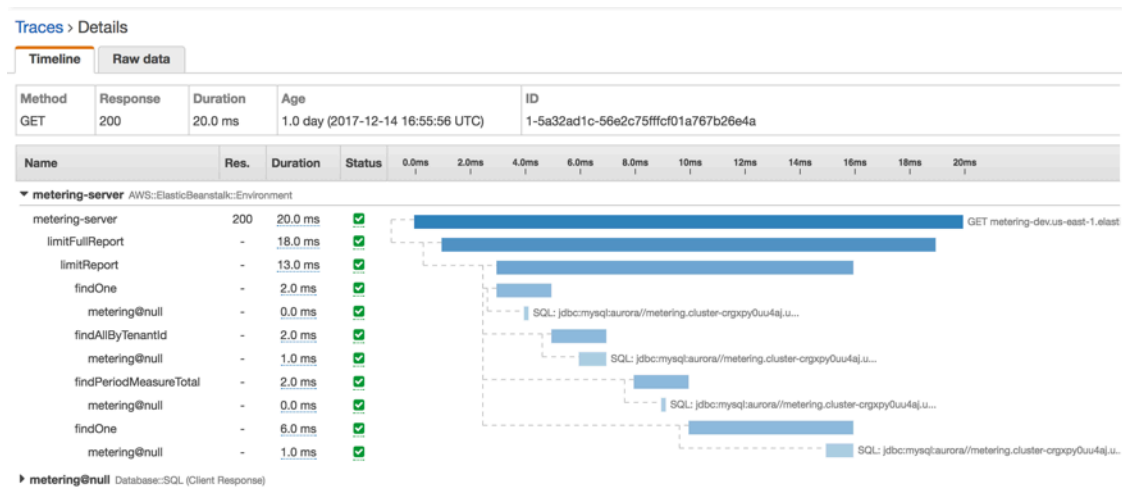 Traces > Details
Timeline Raw data
Method Response Duration Age ID
GET 200 20.0 ms 1.0 day (2017-12-14 16:55:56 UTC) 1-5a32ad1c-56e2c75fffcf01a767b26e4a
Name Res. Duration Status 0.0ms 2.0ms 4.0ms 6.0ms 8.0ms 10ms 12ms 14ms 16ms 18ms 20ms
metering-server AWS::ElasticBeanstalk::Environment
metering-server 200 20.0 ms GET metering-dev.us-east-1.elasti
limitFullReport - 18.0 ms
limitReport - 13.0 ms
findOne - 2.0 ms
metering@null - 0.0 ms SQL: jdbc:mysql:aurora//metering.cluster-crgxpy0uu4aj.u...
findAllByTenantId - 2.0 ms
metering@null - 1.0 ms SQL: jdbc:mysql:aurora//metering.cluster-crgxpy0uu4aj.u...
findPeriodMeasureTotal - 2.0 ms
metering@null - 0.0 ms SQL: jdbc:mysql:aurora//metering.cluster-crgxpy0uu4aj.u...
findOne - 6.0 ms
metering@null - 1.0 ms SQL: jdbc:mysql:aurora//metering.cluster-crgxpy0uu4aj.u...
metering@null Database::SQL (Client Response)